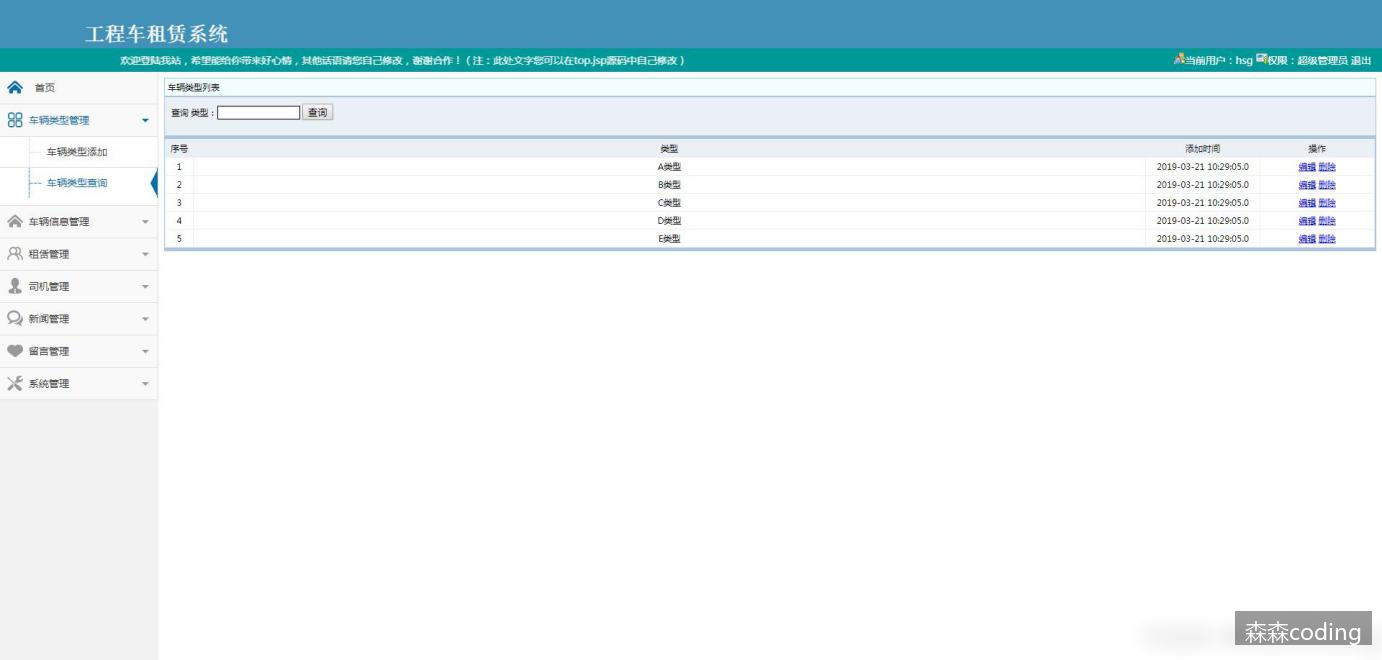 工程车租赁系统
欢迎登陆我站，希望能给你带来好心情，其他话语请您自己修改，谢谢合作！（注：此处文字您可以在top.jsp源码中自己修改） 当前用户：hsg 权限：超级管理员 退出
首页
车辆类型管理
车辆类型添加
车辆类型查询
车辆信息管理
租赁管理
司机管理
新闻管理
留言管理
系统管理
车辆类型列表
查询 类型： 查询
序号 类型 添加时间 操作
1 A类型 2019-03-21 10:29:05.0 编辑 删除
2 B类型 2019-03-21 10:29:05.0 编辑 删除
3 C类型 2019-03-21 10:29:05.0 编辑 删除
4 D类型 2019-03-21 10:29:05.0 编辑 删除
5 E类型 2019-03-21 10:29:05.0 编辑 删除
森森coding